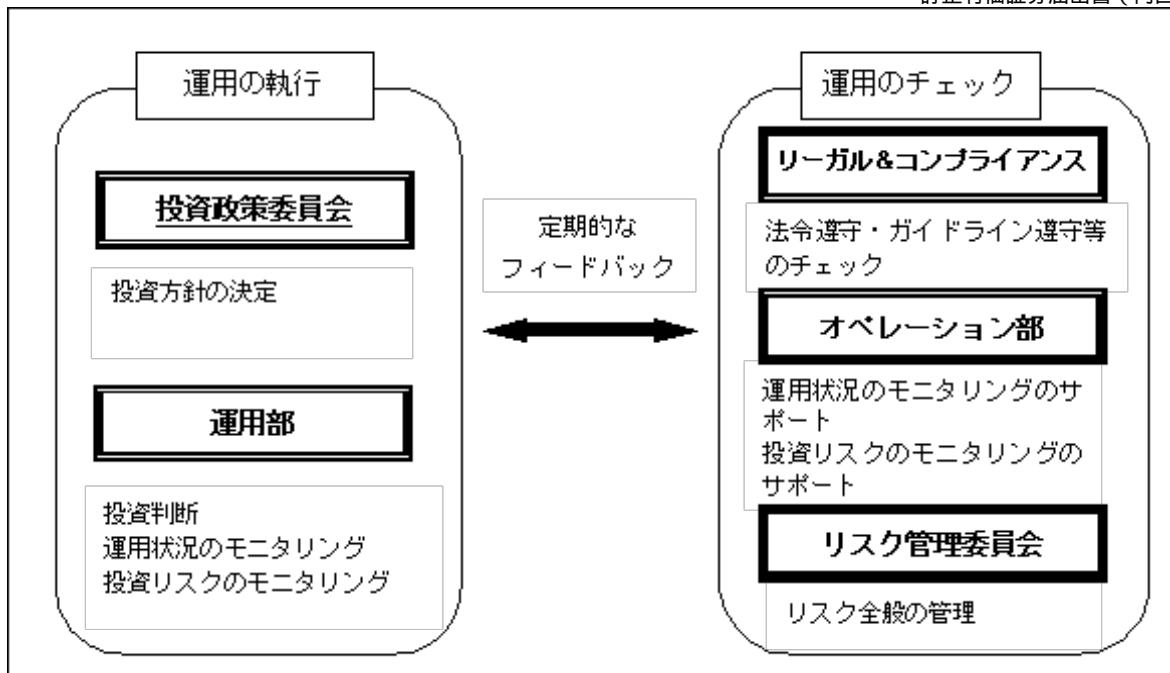 運用の執行
投資政策委員会
投資方針の決定
運用部
投資判断
運用状況のモニタリング
投資リスクのモニタリング
定期的な
フィードバック
運用のチェック
リーガル&コンプライアンス
法令遵守・ガイドライン遵守等
のチェック
オペレーション部
運用状況のモニタリングのサ
ポート
投資リスクのモニタリングの
サポート
リスク管理委員会
リスク全般の管理